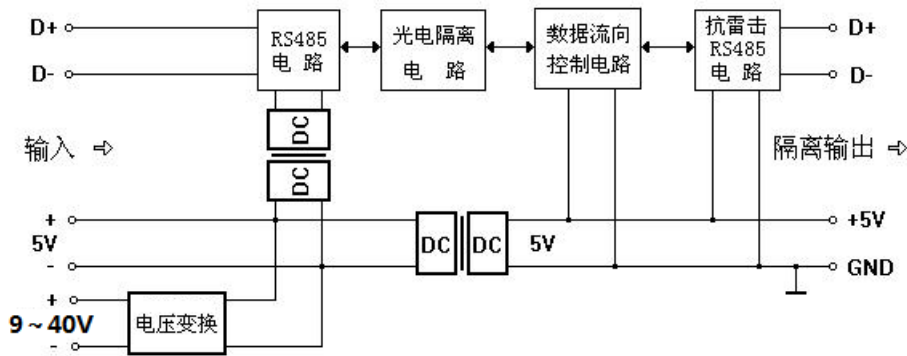 D+
D-
RS485
电 路
光电隔离
电 路
数据流向
控制电路
抗雷击
RS485
电 路
D+
D-
DC
DC
输入 ⇨
隔离输出 ⇨
+
5V
-
DC
DC
5V
+5V
GND
+
9~40V
-
电压变换